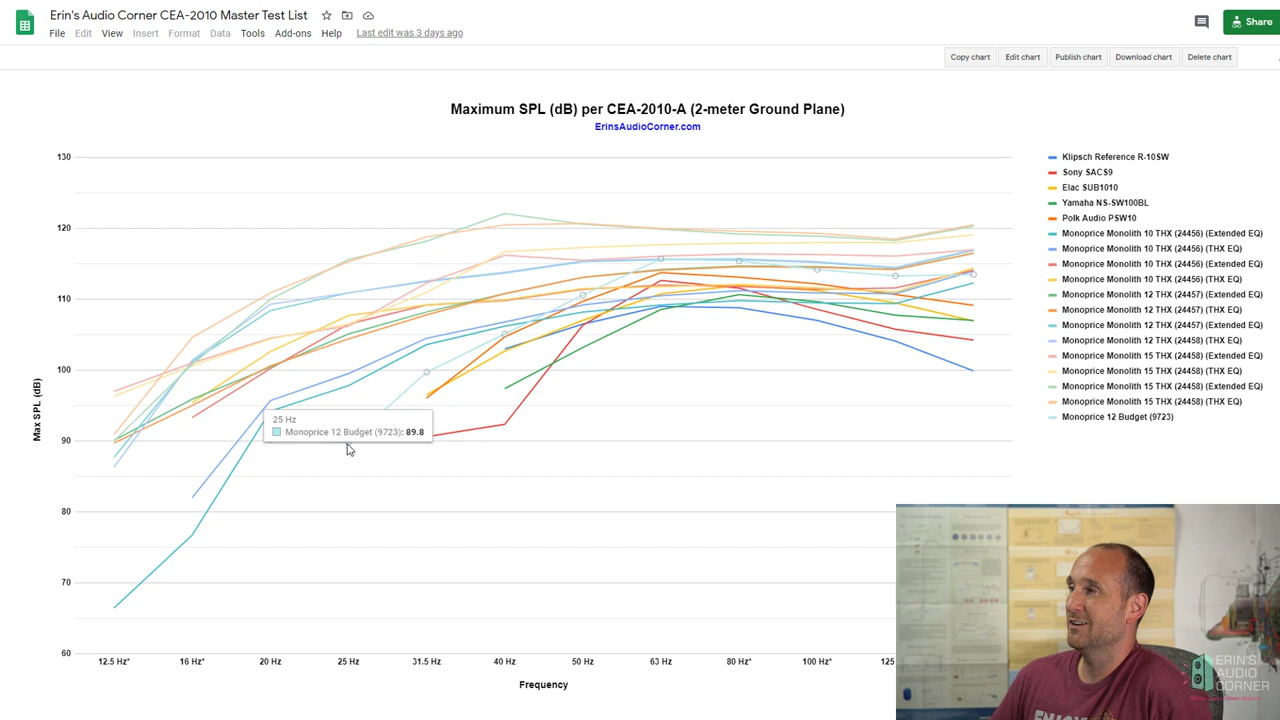 Erin's Audio Corner CEA-2010 Master Test List
File Edit View Insert Format Data Tools Add-ons Help Last edit was 3 days ago
Share
Copy chart Edit chart Publish chart Download chart Delete chart
Maximum SPL (dB) per CEA-2010-A (2-meter Ground Plane)
ErinsAudioCorner.com
130
120
110
100
90
80
70
60
Max SPL (dB)
25 Hz
Monoprice 12 Budget (9723): 89.8
12.5 Hz* 16 Hz* 20 Hz 25 Hz 31.5 Hz 40 Hz 50 Hz 63 Hz 80 Hz* 100 Hz* 125
Frequency
Klipsch Reference R-10SW
Sony SACS9
Elac SUB1010
Yamaha NS-SW100BL
Polk Audio PSW10
Monoprice Monolith 10 THX (24456) (Extended EQ)
Monoprice Monolith 10 THX (24456) (THX EQ)
Monoprice Monolith 10 THX (24456) (Extended EQ)
Monoprice Monolith 10 THX (24456) (THX EQ)
Monoprice Monolith 12 THX (24457) (Extended EQ)
Monoprice Monolith 12 THX (24457) (THX EQ)
Monoprice Monolith 12 THX (24457) (Extended EQ)
Monoprice Monolith 12 THX (24458) (THX EQ)
Monoprice Monolith 15 THX (24458) (Extended EQ)
Monoprice Monolith 15 THX (24458) (THX EQ)
Monoprice Monolith 15 THX (24458) (Extended EQ)
Monoprice Monolith 15 THX (24458) (THX EQ)
Monoprice 12 Budget (9723)
ERIN'S
AUDIO
CORNER